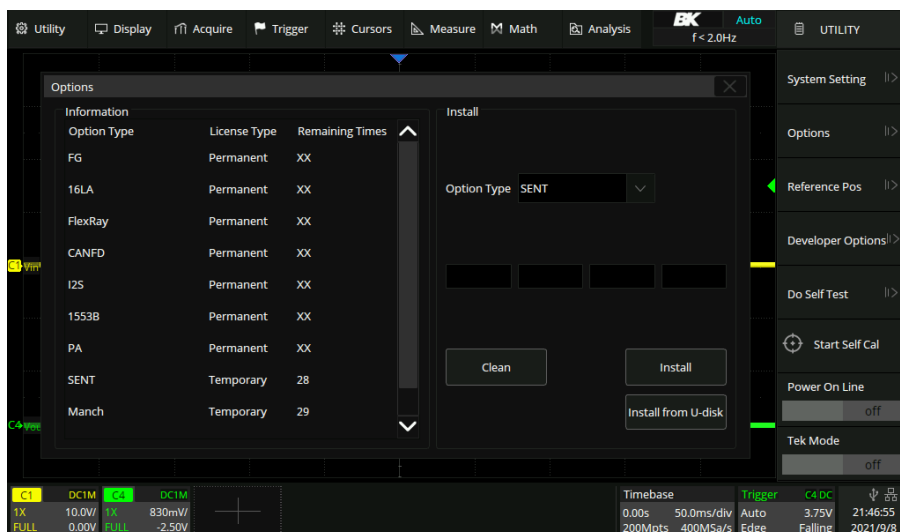 Utility Display Acquire Trigger Cursors Measure Math Analysis BK Auto
f < 2.0Hz
UTILITY
Options
Information
Option Type License Type Remaining Times
FG Permanent XX
16LA Permanent XX
FlexRay Permanent XX
CANFD Permanent XX
I2S Permanent XX
1553B Permanent XX
PA Permanent XX
SENT Temporary 28
Manch Temporary 29
Install
Option Type SENT
Clean Install
Install from U-disk
C1 Vin
C4
System Setting
Options
Reference Pos
Developer Options
Do Self Test
Start Self Cal
Power On Line
off
Tek Mode
off
C1 DC1M C4 DC1M
1X 10.0V/ 1X 830mV/
FULL 0.00V FULL -2.50V
Timebase Trigger C4 DC
0.00s 50.0ms/div Auto 3.75V 21:46:55
200Mpts 400MSa/s Edge Falling 2021/9/8